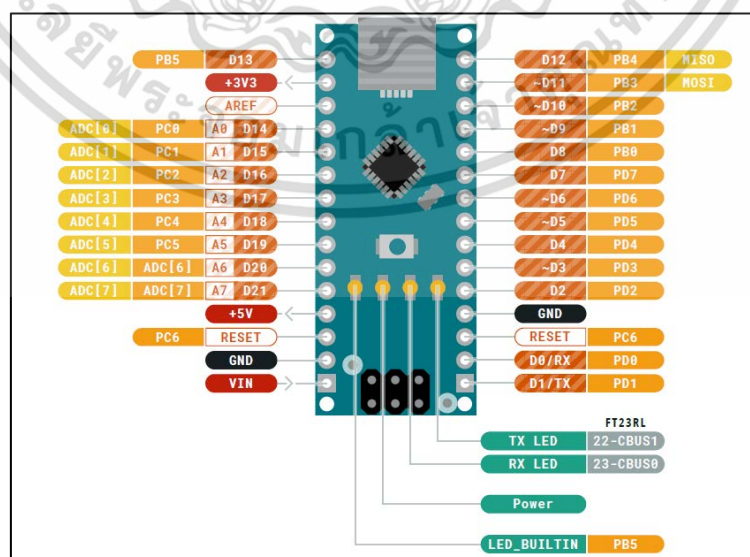 PB5 D13
+3V3
AREF
ADC[0] PC0 A0 D14
ADC[1] PC1 A1 D15
ADC[2] PC2 A2 D16
ADC[3] PC3 A3 D17
ADC[4] PC4 A4 D18
ADC[5] PC5 A5 D19
ADC[6] ADC[6] A6 D20
ADC[7] ADC[7] A7 D21
+5V
PC6 RESET
GND
VIN
D12 PB4 MISO
~D11 PB3 MOSI
~D10 PB2
~D9 PB1
D8 PB0
D7 PD7
~D6 PD6
~D5 PD5
D4 PD4
~D3 PD3
D2 PD2
GND
RESET PC6
D0/RX PD0
D1/TX PD1
FT23RL
TX LED 22-CBUS1
RX LED 23-CBUS0
Power
LED_BUILTIN PB5